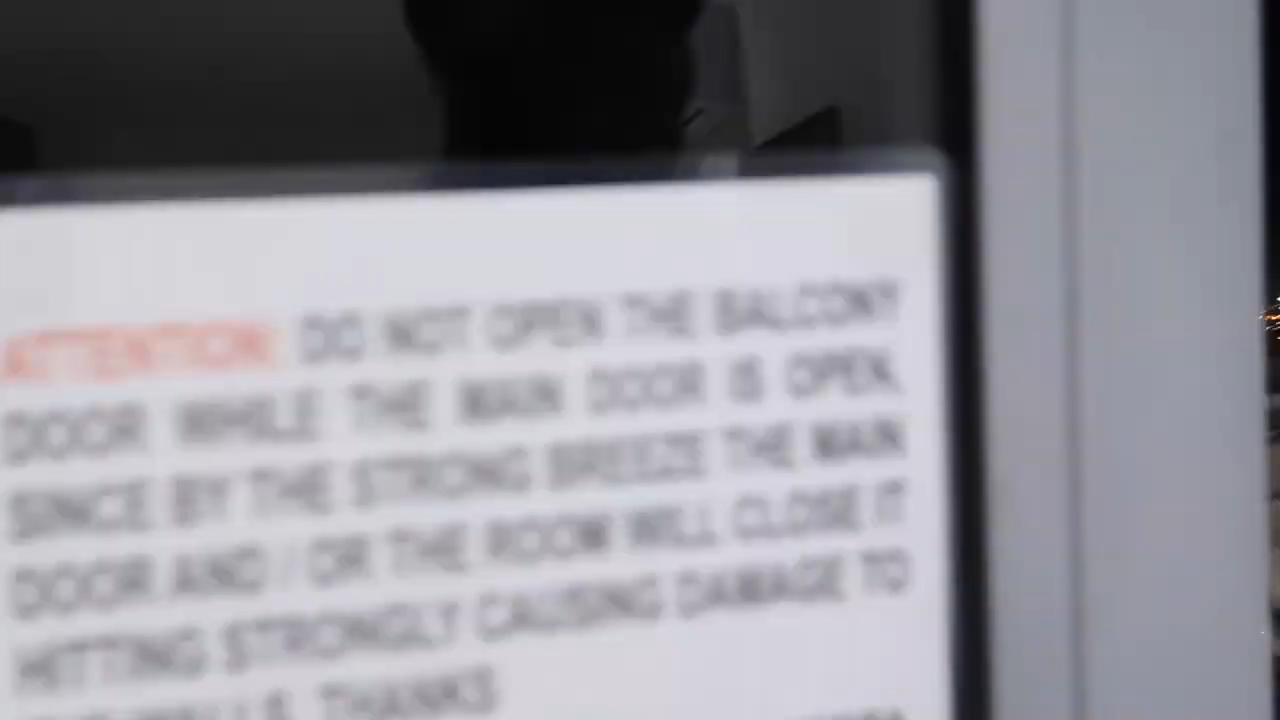 ATTENTION: DO NOT OPEN THE BALCONY
DOOR WHILE THE MAIN DOOR IS OPEN,
SINCE BY THE STRONG BREEZE THE MAIN
DOOR AND / OR THE ROOM WILL CLOSE IT
HITTING STRONGLY CAUSING DAMAGE TO
WALLS. THANKS